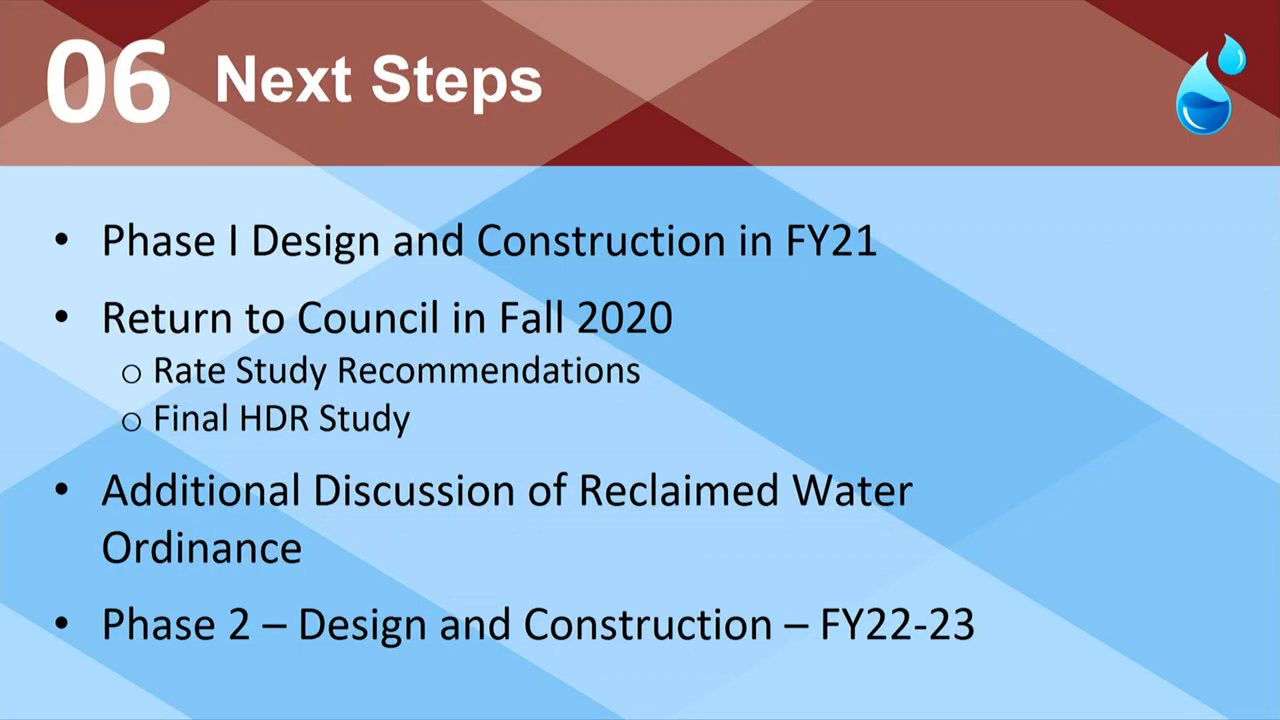 06 Next Steps
• Phase I Design and Construction in FY21
• Return to Council in Fall 2020
o Rate Study Recommendations
o Final HDR Study
• Additional Discussion of Reclaimed Water
Ordinance
• Phase 2 – Design and Construction – FY22-23